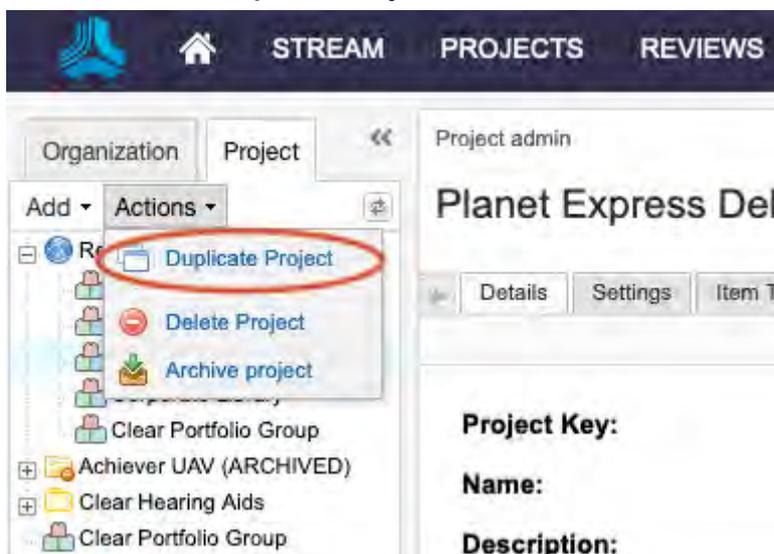 STREAM PROJECTS REVIEWS
Organization Project
Project admin
Add Actions
Planet Express Del
Duplicate Project
Details Settings Item T
Delete Project
Archive project
Clear Portfolio Group
Project Key:
Achiever UAV (ARCHIVED)
Name:
Clear Hearing Aids
Clear Portfolio Group
Description: